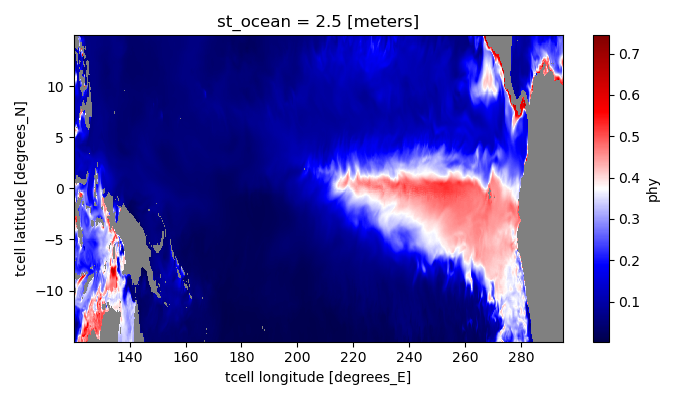 st_ocean = 2.5 [meters]
10
5
0
−5
−10
tcell latitude [degrees_N]
140 160 180 200 220 240 260 280
tcell longitude [degrees_E]
0.7
0.6
0.5
0.4
0.3
0.2
0.1
phy